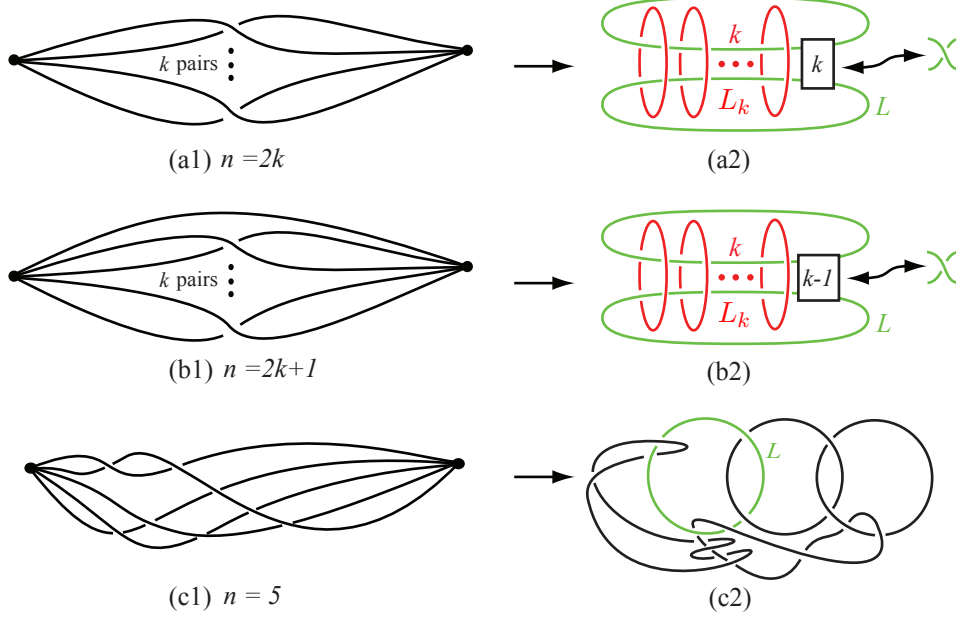 k pairs
k
k
L_k
L
(a1) n =2k
(a2)
k pairs
k
k-1
L_k
L
(b1) n =2k+1
(b2)
L
(c1) n = 5
(c2)